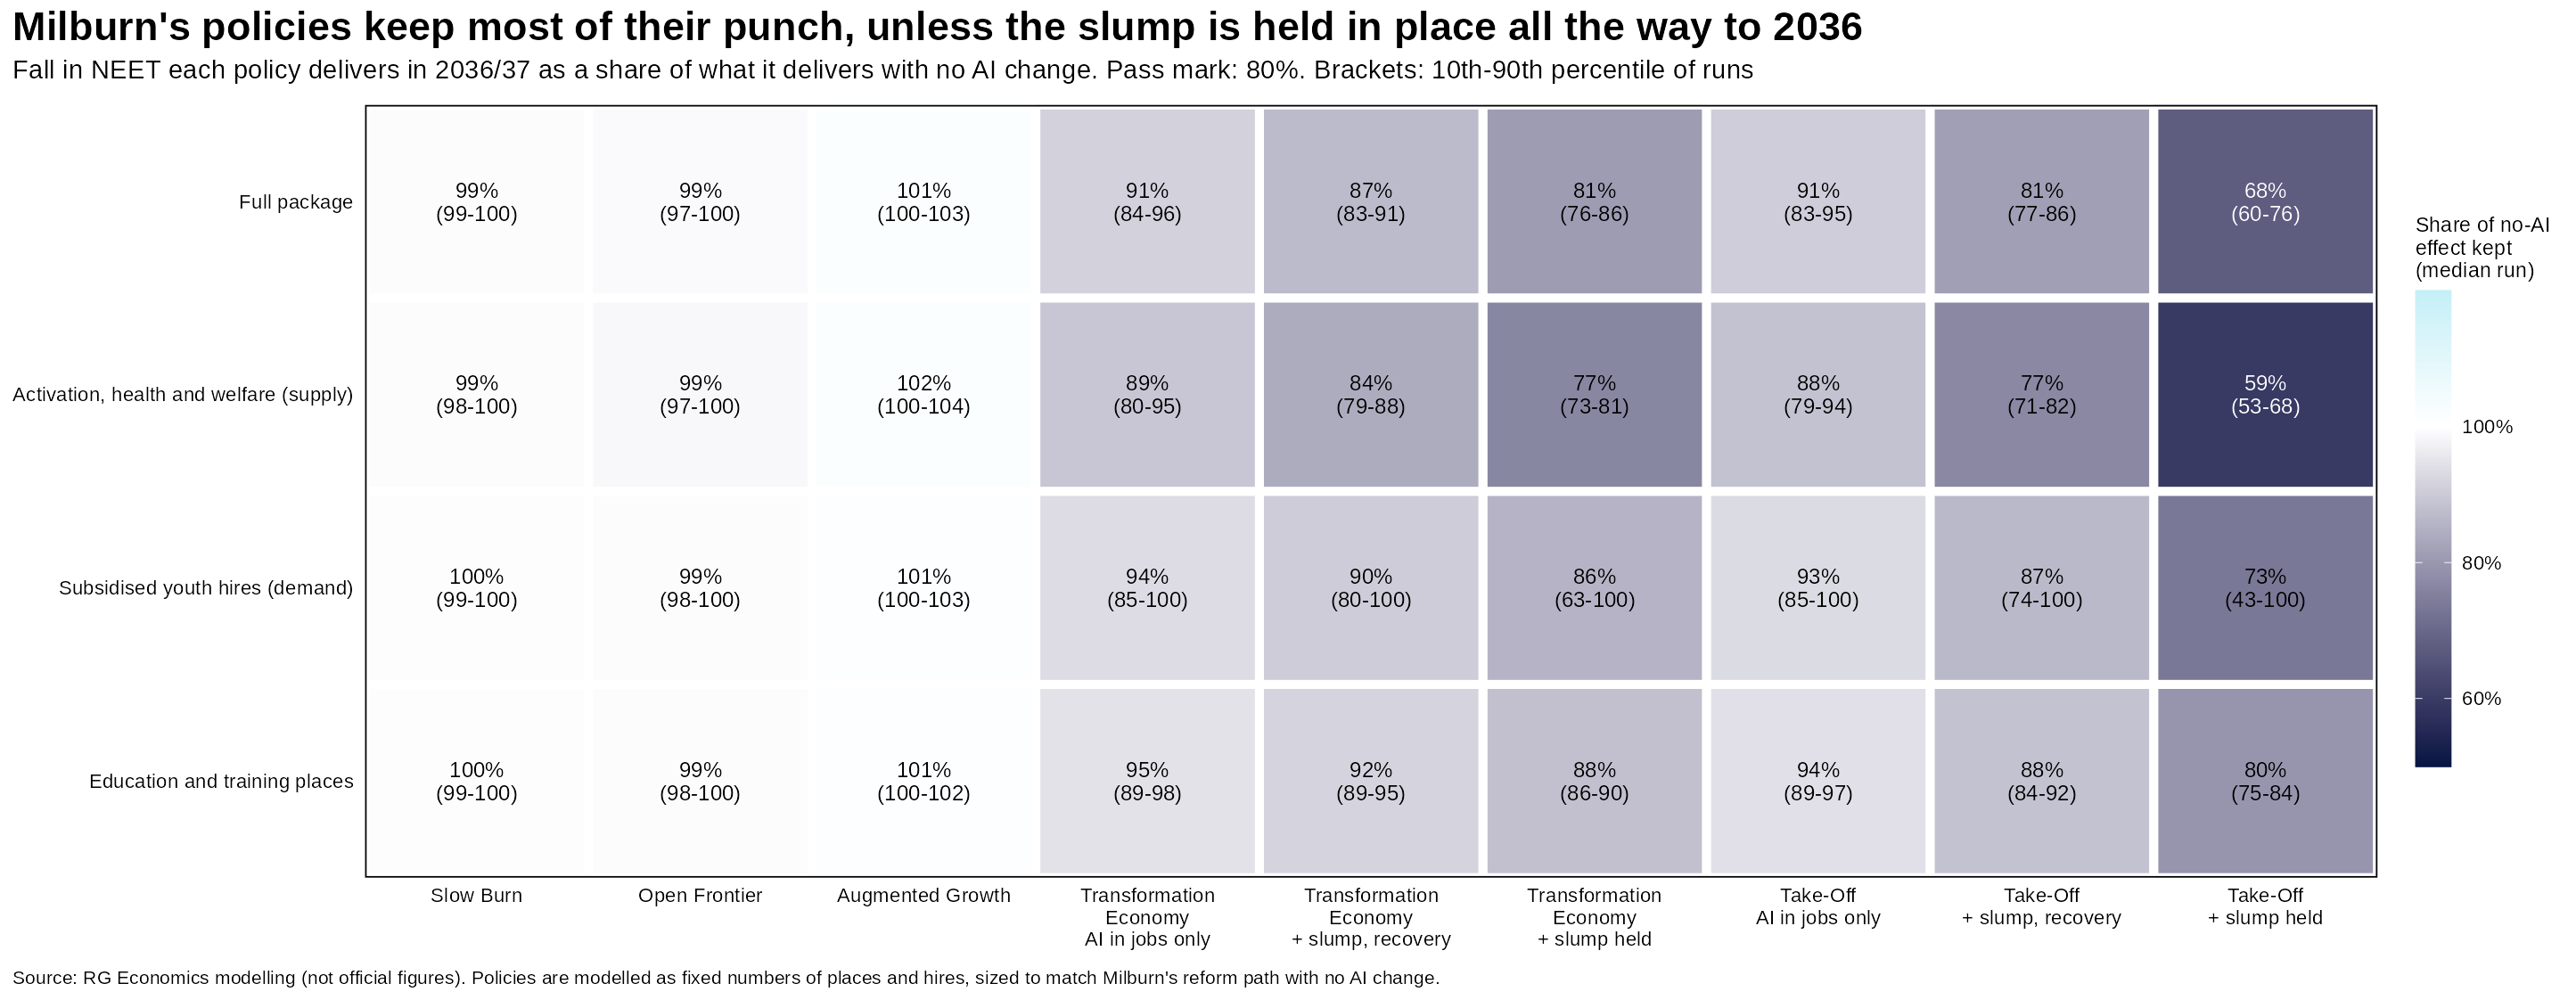 Milburn's policies keep most of their punch, unless the slump is held in place all the way to 2036
Fall in NEET each policy delivers in 2036/37 as a share of what it delivers with no AI change. Pass mark: 80%. Brackets: 10th-90th percentile of runs
Full package
99%
(99-100)
99%
(97-100)
101%
(100-103)
91%
(84-96)
87%
(83-91)
81%
(76-86)
91%
(83-95)
81%
(77-86)
68%
(60-76)
Activation, health and welfare (supply)
99%
(98-100)
99%
(97-100)
102%
(100-104)
89%
(80-95)
84%
(79-88)
77%
(73-81)
88%
(79-94)
77%
(71-82)
59%
(53-68)
Subsidised youth hires (demand)
100%
(99-100)
99%
(98-100)
101%
(100-103)
94%
(85-100)
90%
(80-100)
86%
(63-100)
93%
(85-100)
87%
(74-100)
73%
(43-100)
Education and training places
100%
(99-100)
99%
(98-100)
101%
(100-102)
95%
(89-98)
92%
(89-95)
88%
(86-90)
94%
(89-97)
88%
(84-92)
80%
(75-84)
Slow Burn
Open Frontier
Augmented Growth
Transformation
Economy
AI in jobs only
Transformation
Economy
+ slump, recovery
Transformation
Economy
+ slump held
Take-Off
AI in jobs only
Take-Off
+ slump, recovery
Take-Off
+ slump held
Share of no-AI
effect kept
(median run)
100%
80%
60%
Source: RG Economics modelling (not official figures). Policies are modelled as fixed numbers of places and hires, sized to match Milburn's reform path with no AI change.